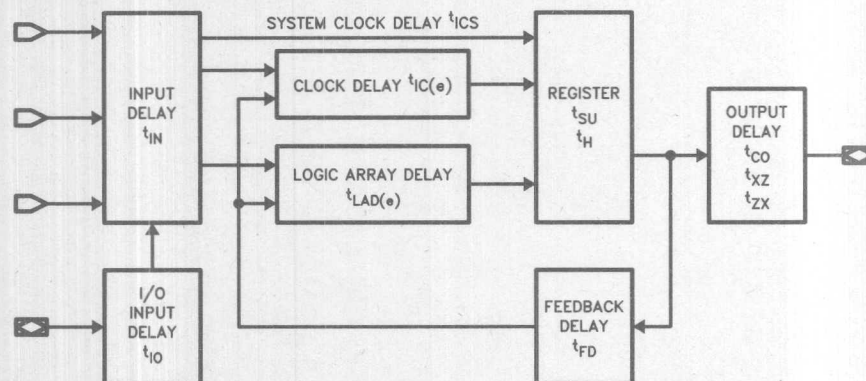 SYSTEM CLOCK DELAY tICS
INPUT
DELAY
tIN
CLOCK DELAY tIC(e)
LOGIC ARRAY DELAY
tLAD(e)
REGISTER
tSU
tH
OUTPUT
DELAY
tCO
tXZ
tZX
I/O
INPUT
DELAY
tIO
FEEDBACK
DELAY
tFD